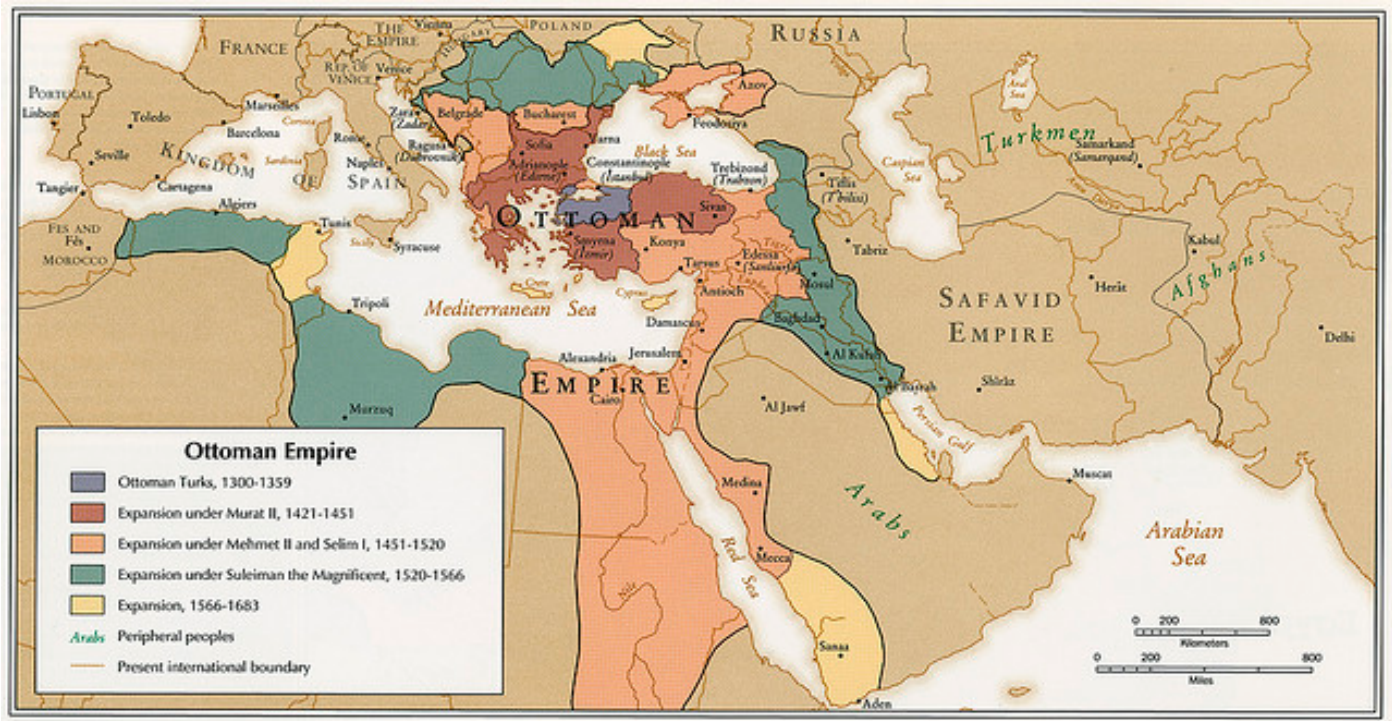 FRANCE
THE
EMPIRE
Vienna
HUNGARY
POLAND
RUSSIA
REP. OF
VENICE
Venice
PORTUGAL
Lisbon
Toledo
Marseilles
Corsica
Barcelona
Rome
Zara
(Zadar)
Belgrade
Bucharest
Azov
Feodosiya
Aral
Sea
Turkmen
Samarkand
(Samarqand)
Seville
KINGDOM
OF
SPAIN
Sardinia
Naples
Ragusa
(Dubrovnik)
Sofia
Varna
Black Sea
Adrianople
(Edirne)
Constantinople
(Istanbul)
Trebizond
(Trabzon)
Tiflis
(T'bilisi)
Caspian
Sea
Tangier
Cartagena
Algiers
Tunis
Sicily
Syracuse
OTTOMAN
Sivas
FES AND
Fès
MOROCCO
Smyrna
(Izmir)
Konya
Tarsus
Tigris
Edessa
(Sanliurfa)
Tabriz
Kabul
Afghans
Mosul
Crete
Cyprus
Antioch
Herāt
Tripoli
Mediterranean Sea
SAFAVID
EMPIRE
Damascus
Baghdad
Delhi
Alexandria
Jerusalem
Al Kufah
EMPIRE
Cairo
Al Basrah
Shīrāz
Indus
Murzuq
Al Jawf
Persian Gulf
Muscat
Medina
Arabs
Arabian
Sea
Mecca
Red Sea
Nile
Sanaa
Aden
Ottoman Empire
Ottoman Turks, 1300-1359
Expansion under Murat II, 1421-1451
Expansion under Mehmet II and Selim I, 1451-1520
Expansion under Suleiman the Magnificent, 1520-1566
Expansion, 1566-1683
Arabs Peripheral peoples
Present international boundary
0 200 800
Kilometers
0 200 800
Miles